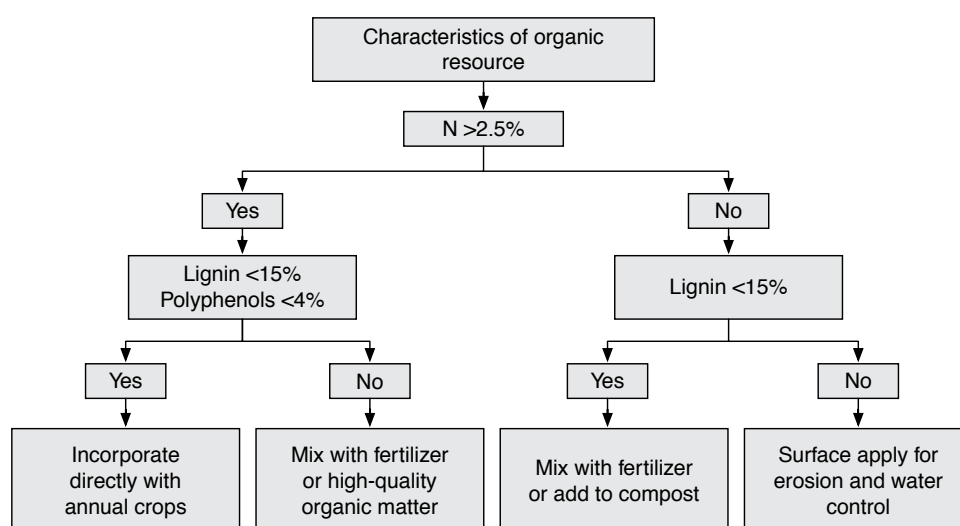 Characteristics of organic
resource
N >2.5%
Yes
No
Lignin <15%
Polyphenols <4%
Lignin <15%
Yes
No
Yes
No
Incorporate
directly with
annual crops
Mix with fertilizer
or high-quality
organic matter
Mix with fertilizer
or add to compost
Surface apply for
erosion and water
control